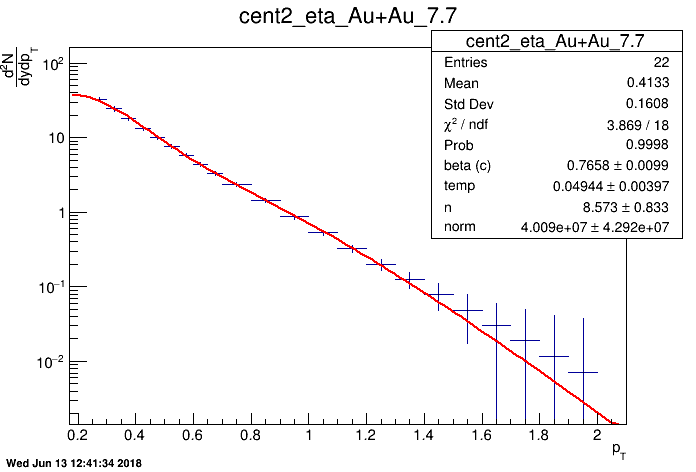 cent2_eta_Au+Au_7.7
d²N
dydp_T
cent2_eta_Au+Au_7.7
Entries 22
Mean 0.4133
Std Dev 0.1608
χ² / ndf 3.869 / 18
Prob 0.9998
beta (c) 0.7658 ± 0.0099
temp 0.04944 ± 0.00397
n 8.573 ± 0.833
norm 4.009e+07 ± 4.292e+07
10²
10
1
10⁻¹
10⁻²
0.2 0.4 0.6 0.8 1 1.2 1.4 1.6 1.8 2
p_T
Wed Jun 13 12:41:34 2018